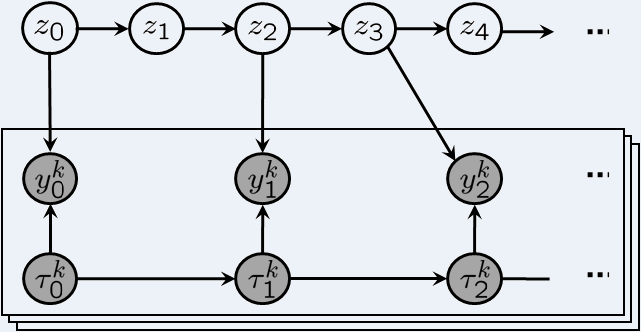 z₀ z₁ z₂ z₃ z₄ ...
y₀ᵏ y₁ᵏ y₂ᵏ ...
τ₀ᵏ τ₁ᵏ τ₂ᵏ ...